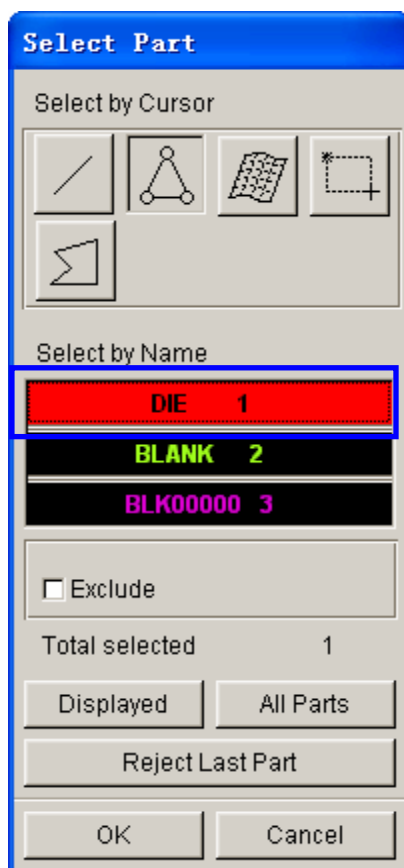 Select Part
Select by Cursor
Select by Name
DIE 1
BLANK 2
BLK00000 3
Exclude
Total selected 1
Displayed All Parts
Reject Last Part
OK Cancel